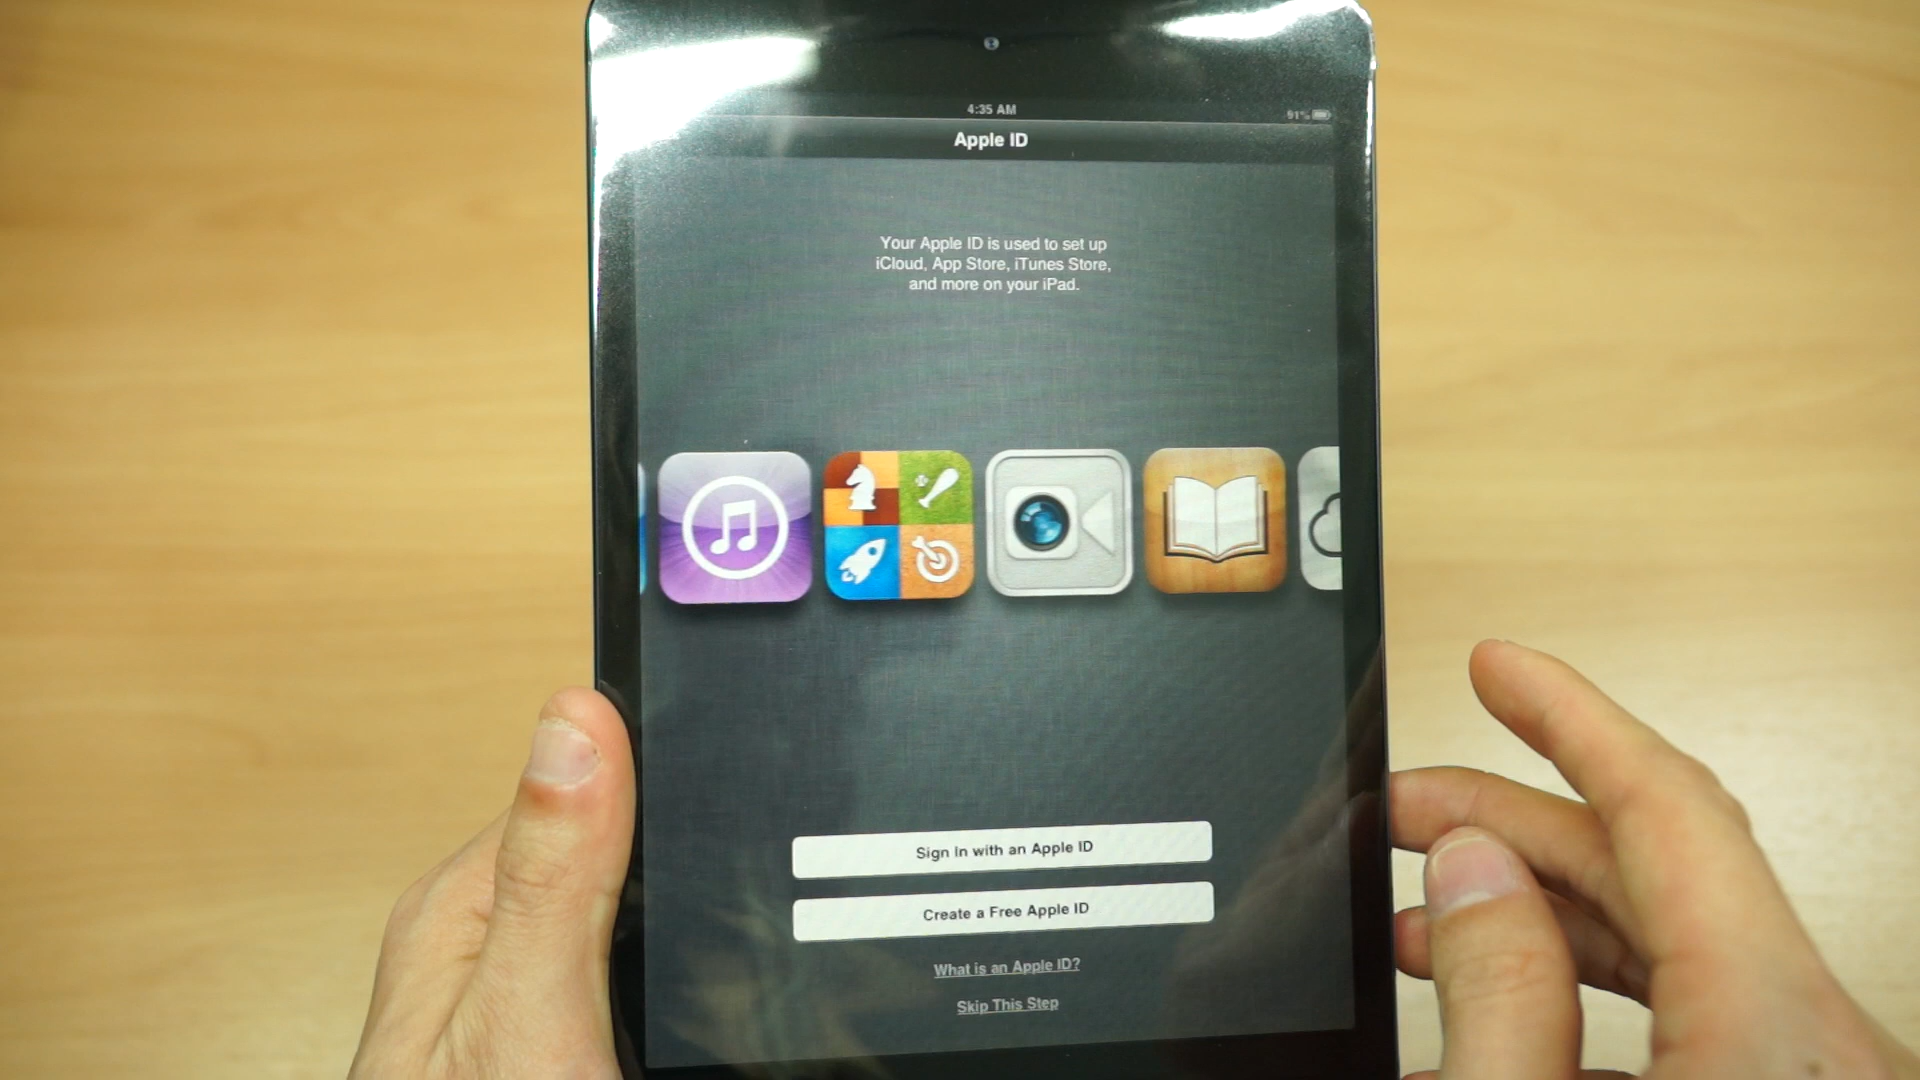 4:35 AM
91%
Apple ID
Your Apple ID is used to set up
iCloud, App Store, iTunes Store,
and more on your iPad.
Sign In with an Apple ID
Create a Free Apple ID
What is an Apple ID?
Skip This Step